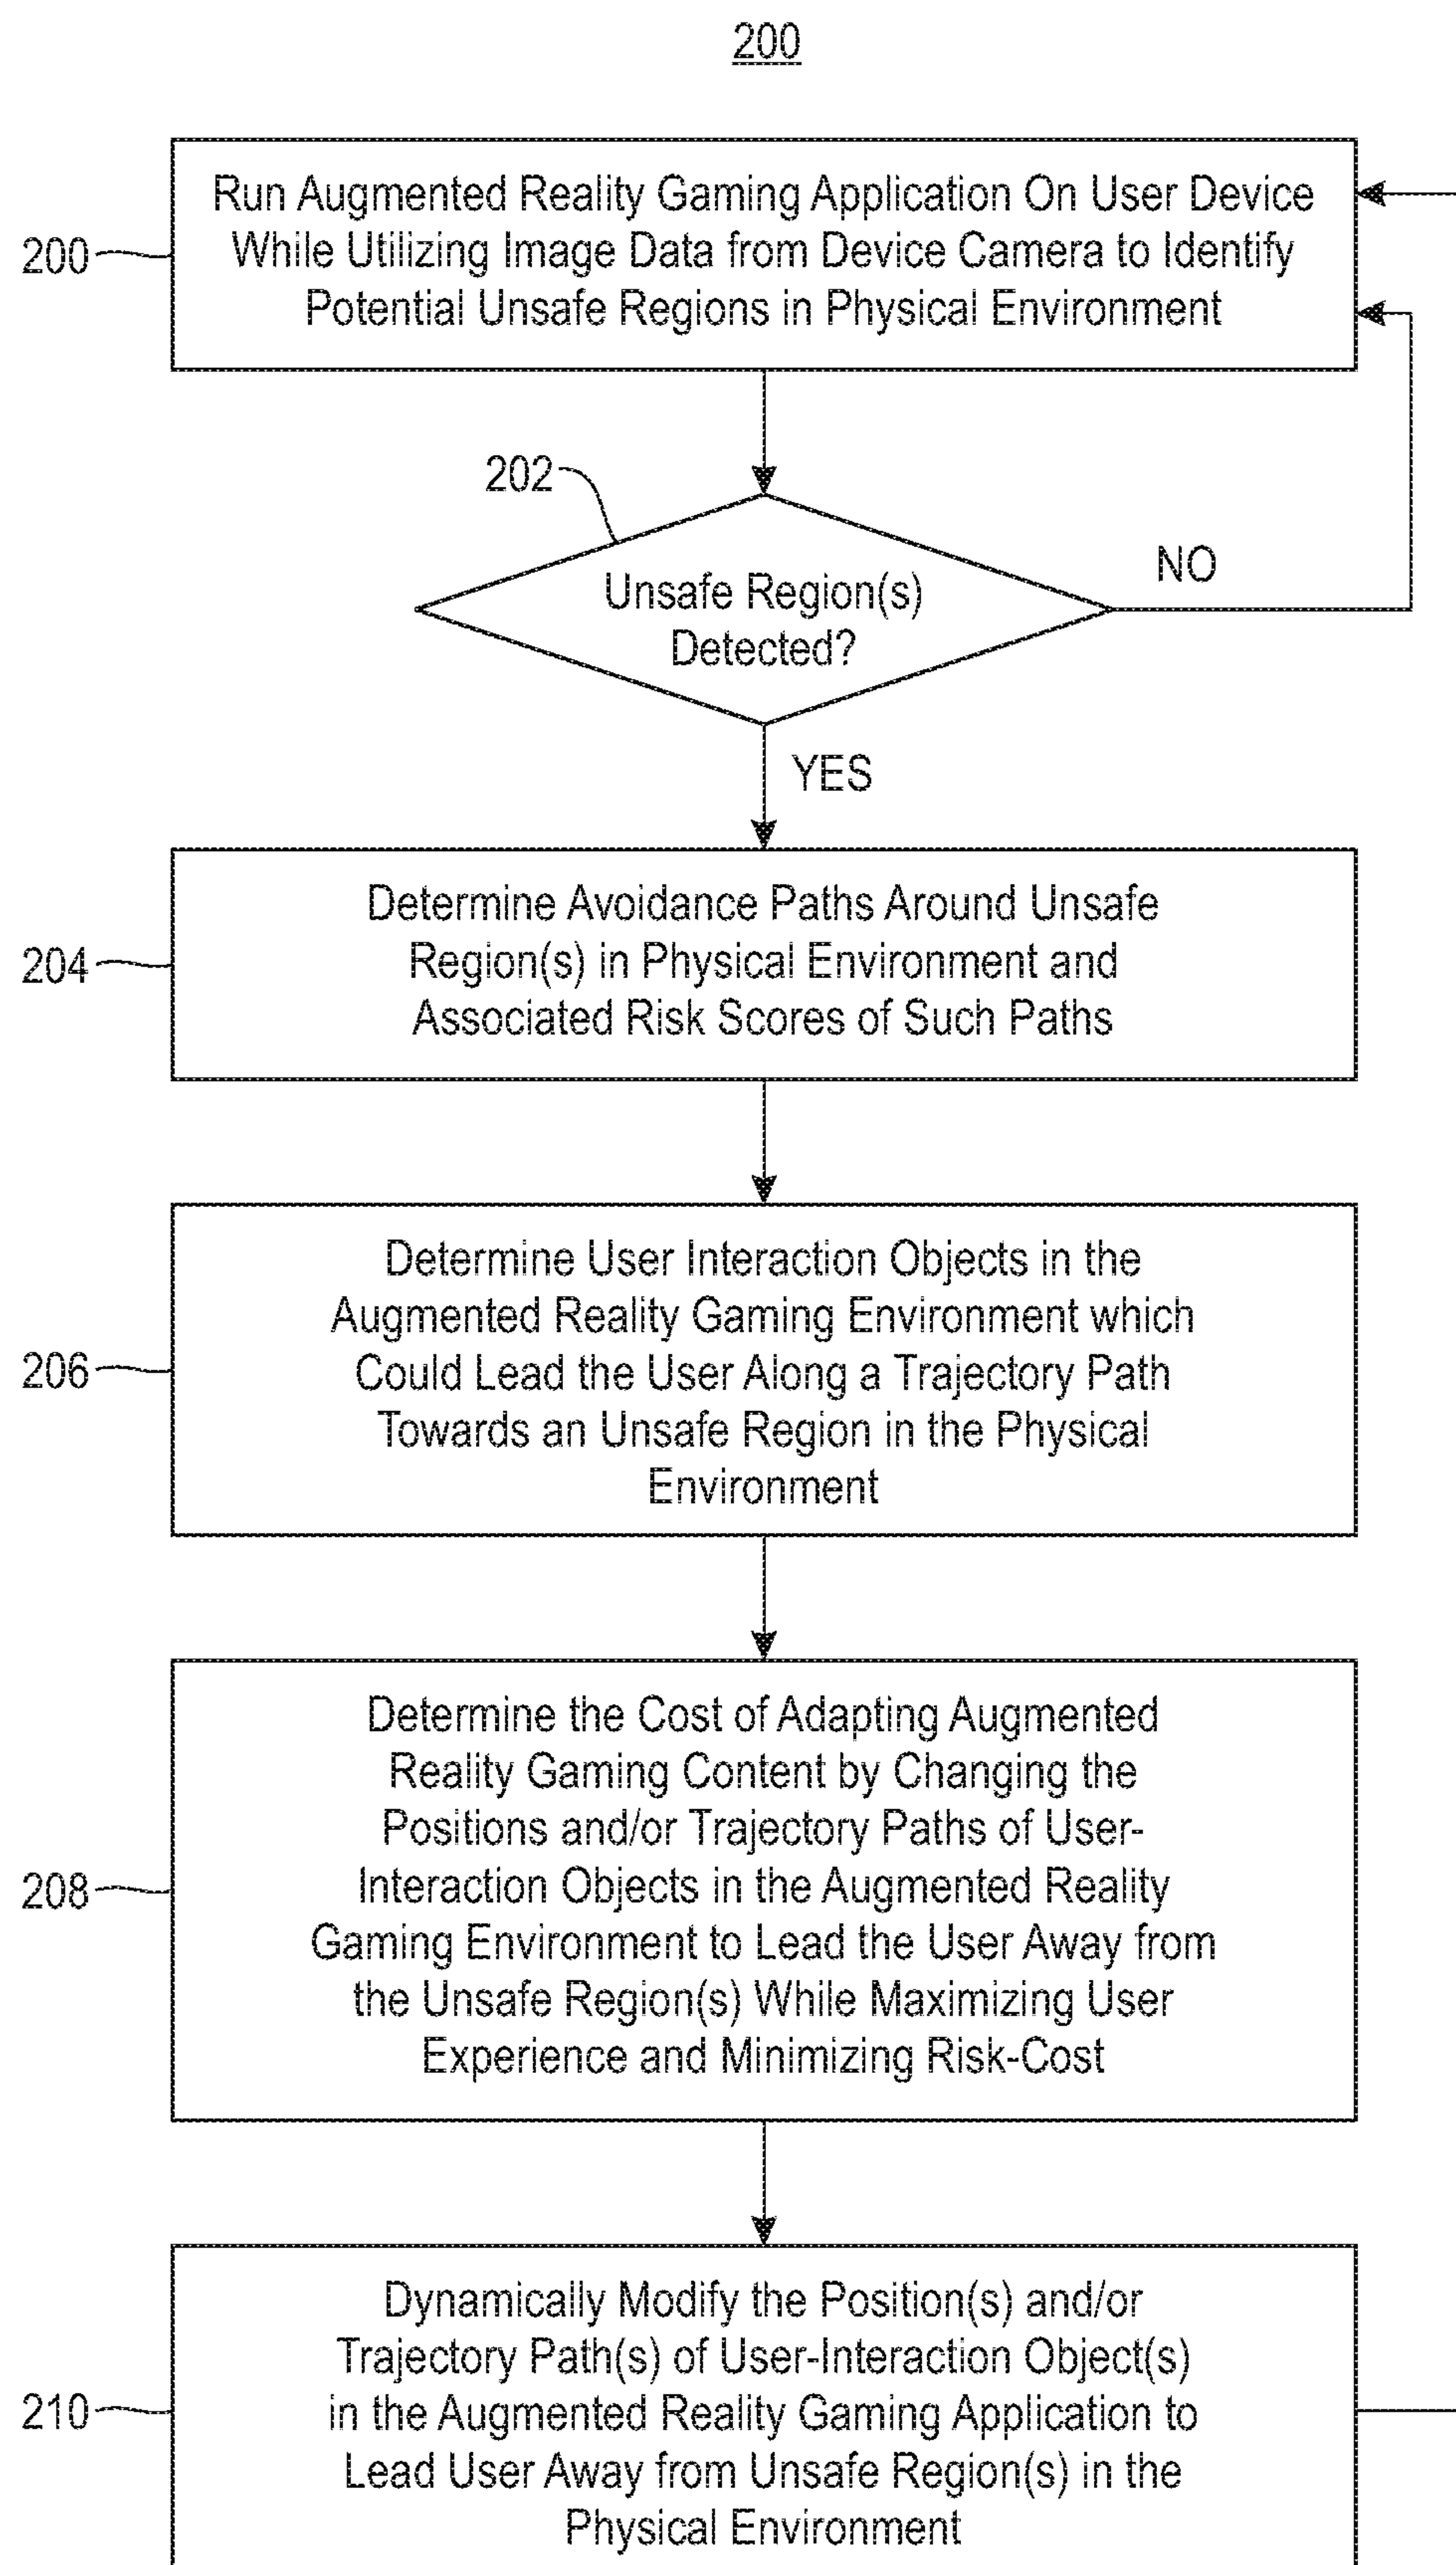 200
Run Augmented Reality Gaming Application On User Device
200
While Utilizing Image Data from Device Camera to Identify
Potential Unsafe Regions in Physical Environment
202
Unsafe Region(s)
Detected?
NO
YES
Determine Avoidance Paths Around Unsafe
204
Region(s) in Physical Environment and
Associated Risk Scores of Such Paths
Determine User Interaction Objects in the
Augmented Reality Gaming Environment which
206
Could Lead the User Along a Trajectory Path
Towards an Unsafe Region in the Physical
Environment
Determine the Cost of Adapting Augmented
Reality Gaming Content by Changing the
Positions and/or Trajectory Paths of User-
208
Interaction Objects in the Augmented Reality
Gaming Environment to Lead the User Away from
the Unsafe Region(s) While Maximizing User
Experience and Minimizing Risk-Cost
Dynamically Modify the Position(s) and/or
Trajectory Path(s) of User-Interaction Object(s)
210
in the Augmented Reality Gaming Application to
Lead User Away from Unsafe Region(s) in the
Physical Environment